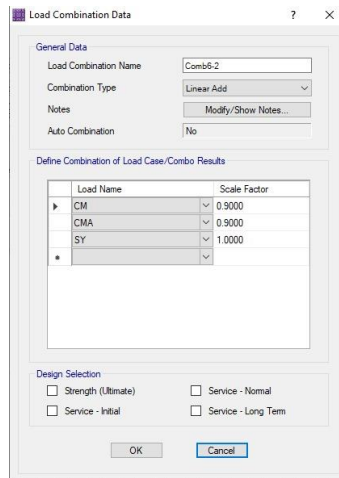 Load Combination Data ? ×
General Data
Load Combination Name Comb6-2
Combination Type Linear Add
Notes Modify/Show Notes...
Auto Combination No
Define Combination of Load Case/Combo Results
Load Name Scale Factor
CM 0.9000
CMA 0.9000
SY 1.0000
Design Selection
Strength (Ultimate) Service - Normal
Service - Initial Service - Long Term
OK Cancel